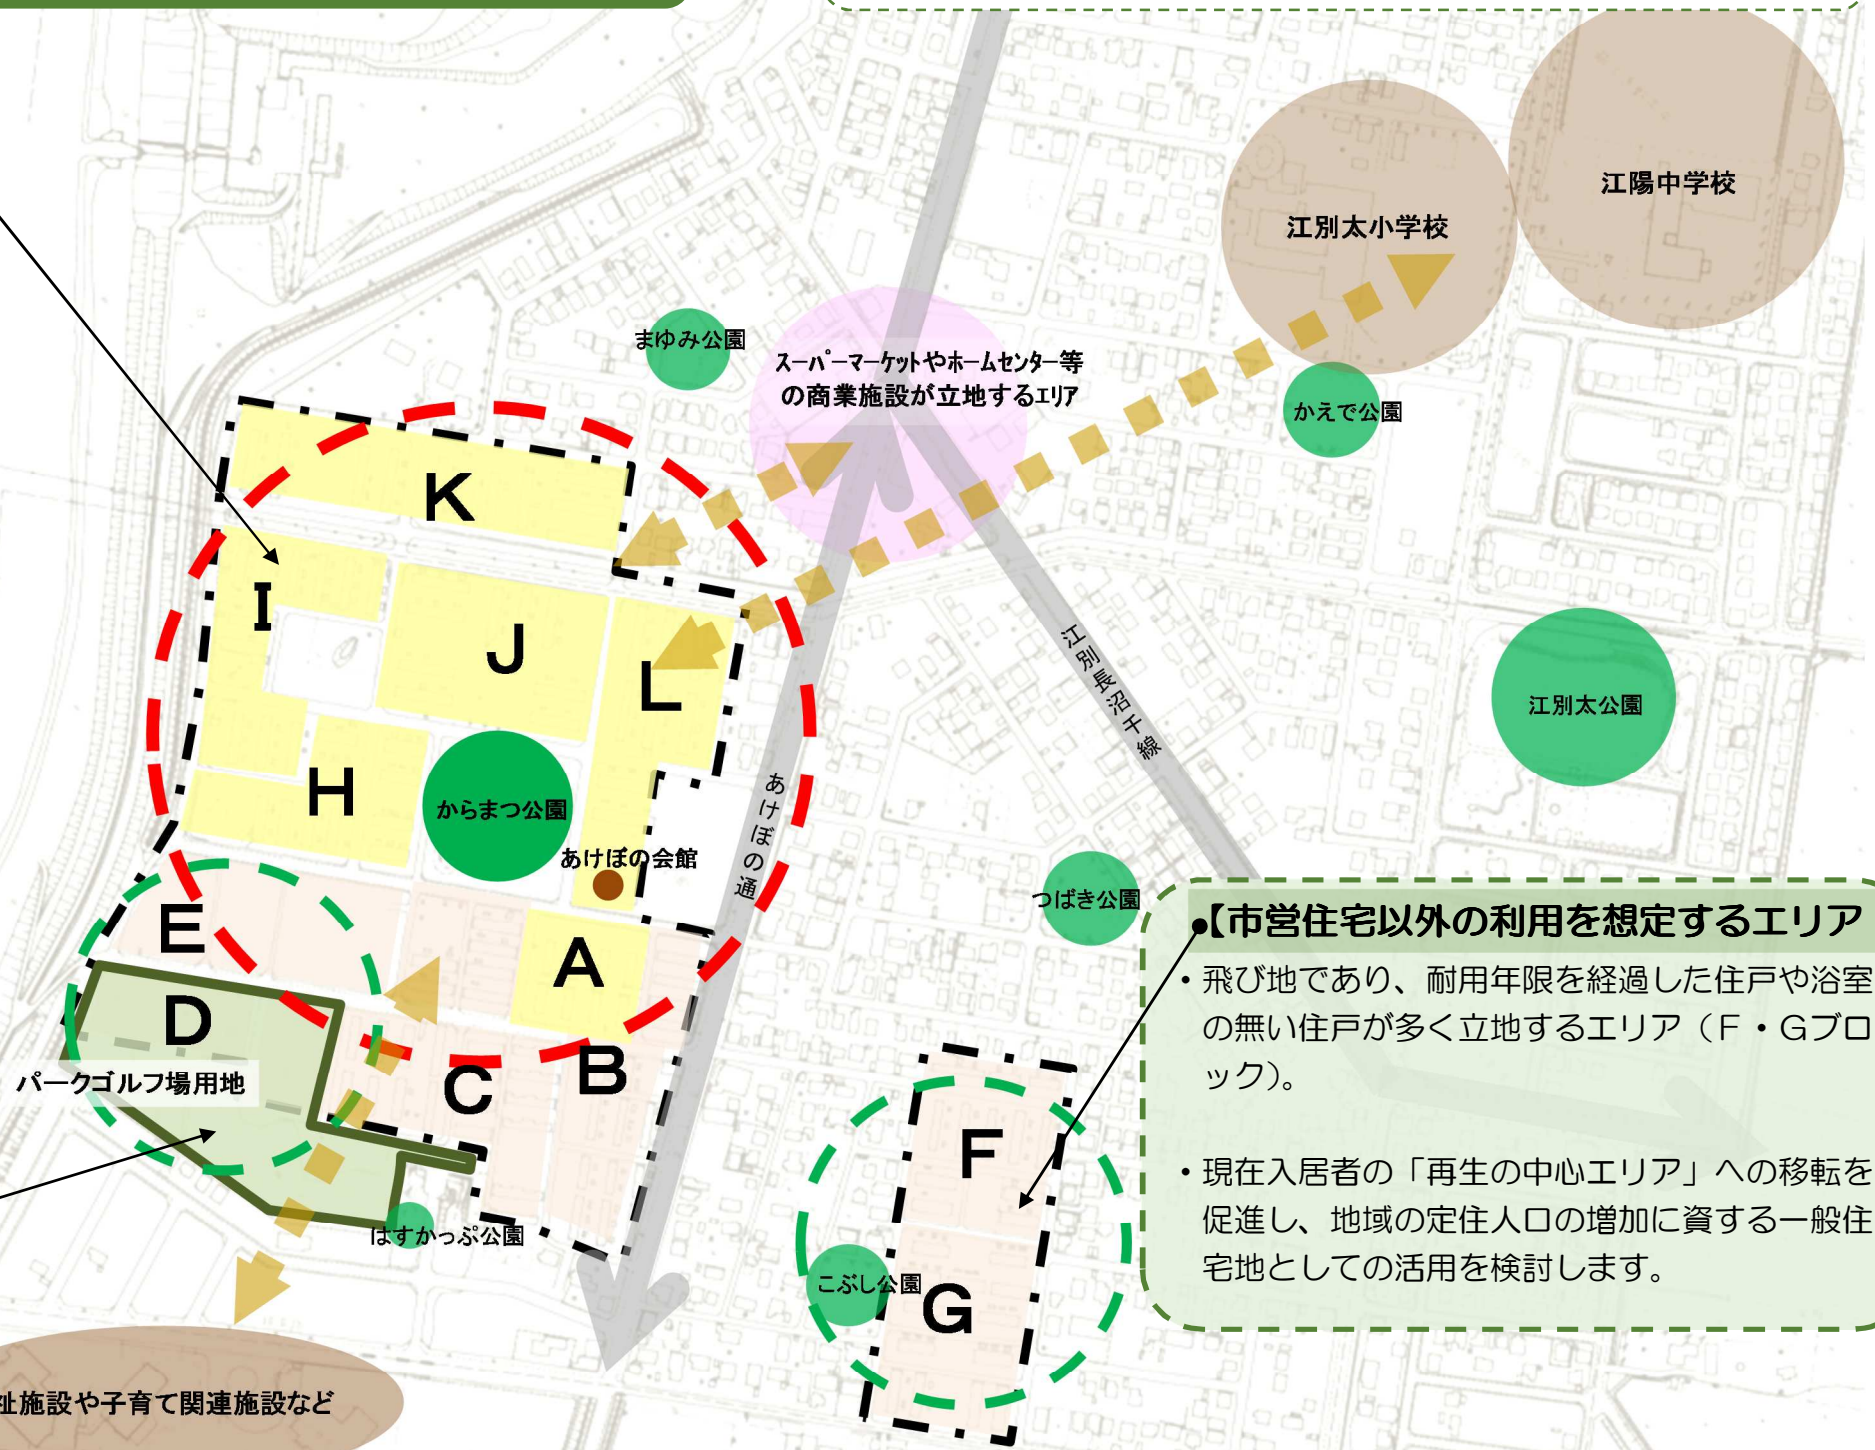 江陽中学校
江別太小学校
まゆみ公園
スーパーマーケットやホームセンター等
の商業施設が立地するエリア
かえで公園
K
I
J
L
江別長沼干線
江別太公園
H
からまつ公園
あけぼの通
あけぼの会館
つばき公園
E
A
D
パークゴルフ場用地
C
B
はすかっぷ公園
F
こぶし公園
G
•【市営住宅以外の利用を想定するエリア
・飛び地であり、耐用年限を経過した住戸や浴室
の無い住戸が多く立地するエリア（F・Gブロ
ック）。
・現在入居者の「再生の中心エリア」への移転を
促進し、地域の定住人口の増加に資する一般住
宅地としての活用を検討します。
祉施設や子育て関連施設など